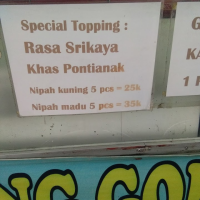 Special Topping :
Rasa Srikaya
Khas Pontianak
Nipah kuning 5 pcs = 25k
Nipah madu 5 pcs = 35k